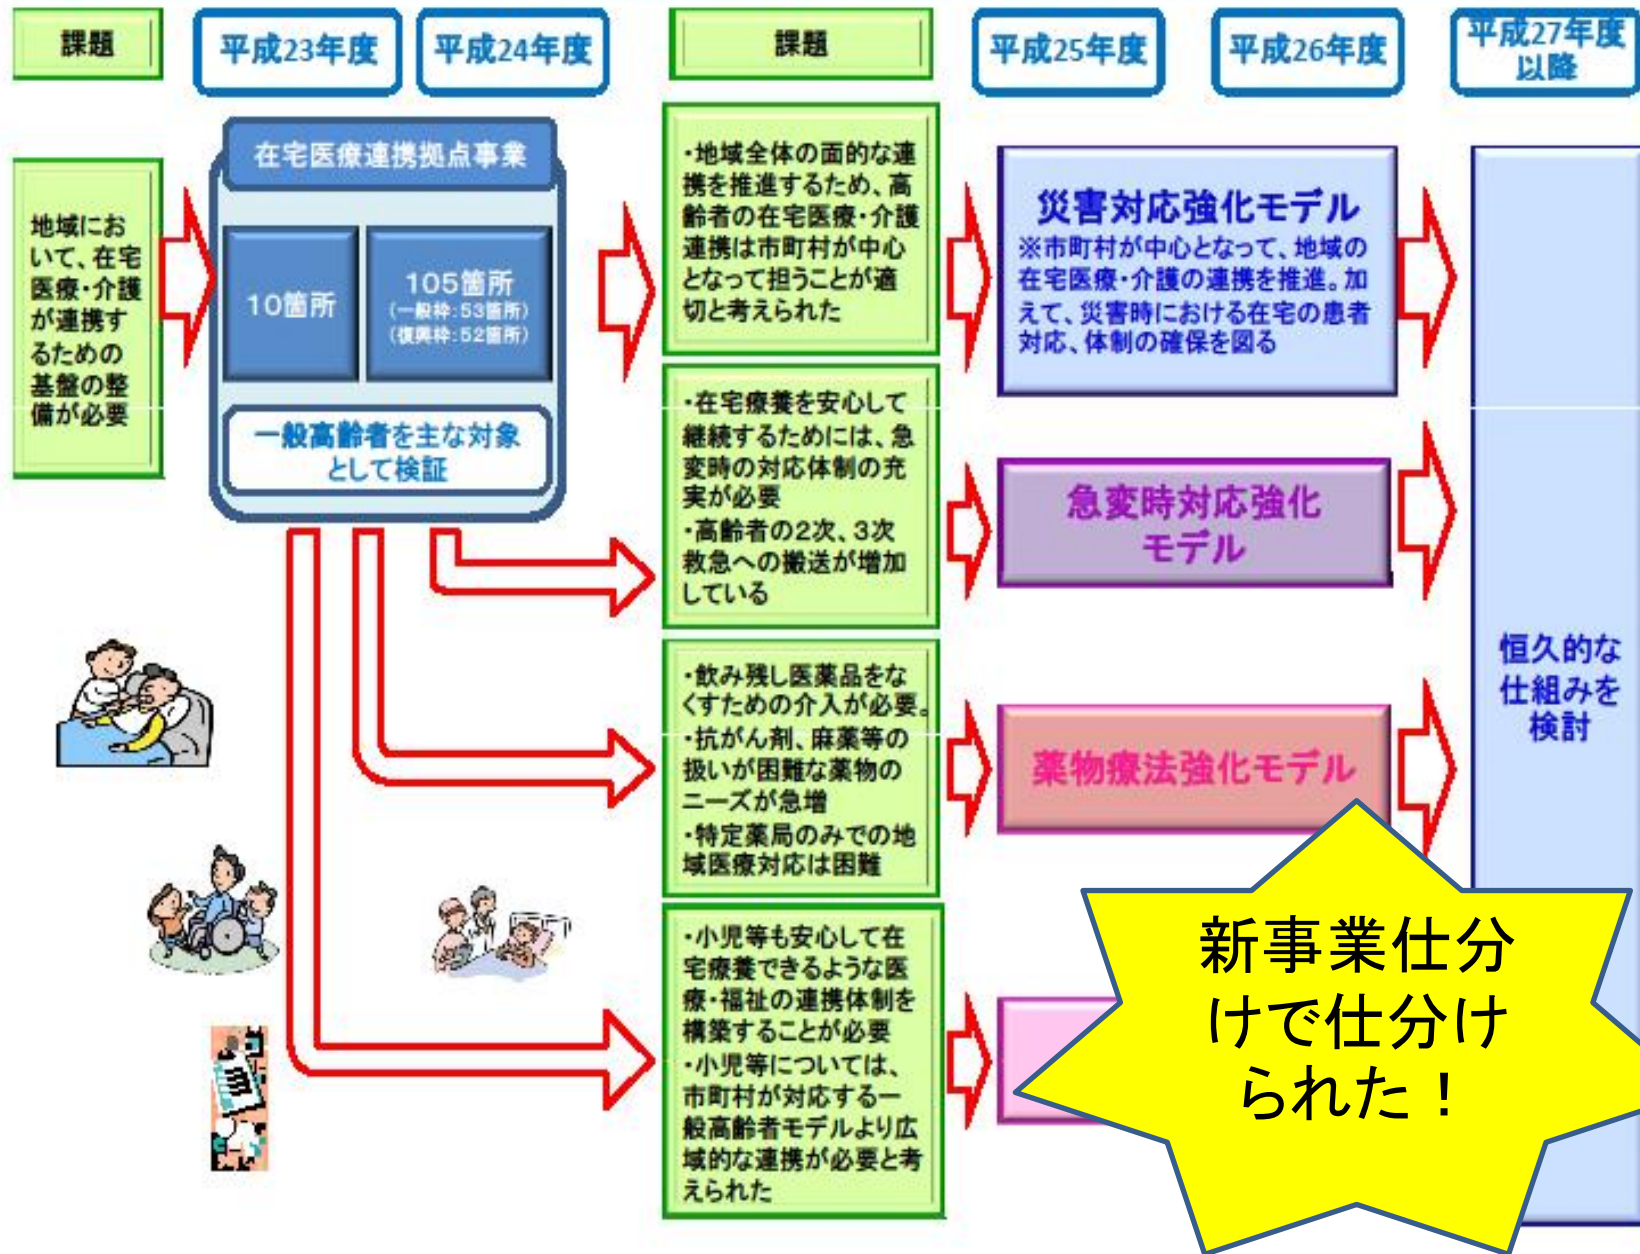 課題
平成23年度
平成24年度
課題
平成25年度
平成26年度
平成27年度
以降
地域にお
いて、在宅
医療・介護
が連携す
るための
基盤の整
備が必要
在宅医療連携拠点事業
10箇所
105箇所
(一般枠:53箇所)
(復興枠:52箇所)
一般高齢者を主な対象
として検証
・地域全体の面的な連
携を推進するため、高
齢者の在宅医療・介護
連携は市町村が中心
となって担うことが適
切と考えられた
・在宅療養を安心して
継続するためには、急
変時の対応体制の充
実が必要
・高齢者の2次、3次
救急への搬送が増加
している
・飲み残し医薬品をな
くすための介入が必要。
・抗がん剤、麻薬等の
扱いが困難な薬物の
ニーズが急増
・特定薬局のみでの地
域医療対応は困難
・小児等も安心して在
宅療養できるような医
療・福祉の連携体制を
構築することが必要
・小児等については、
市町村が対応する一
般高齢者モデルより広
域的な連携が必要と考
えられた
災害対応強化モデル
※市町村が中心となって、地域の
在宅医療・介護の連携を推進。加
えて、災害時における在宅の患者
対応、体制の確保を図る
急変時対応強化
モデル
薬物療法強化モデル
恒久的な
仕組みを
検討
新事業仕分
けで仕分け
られた！